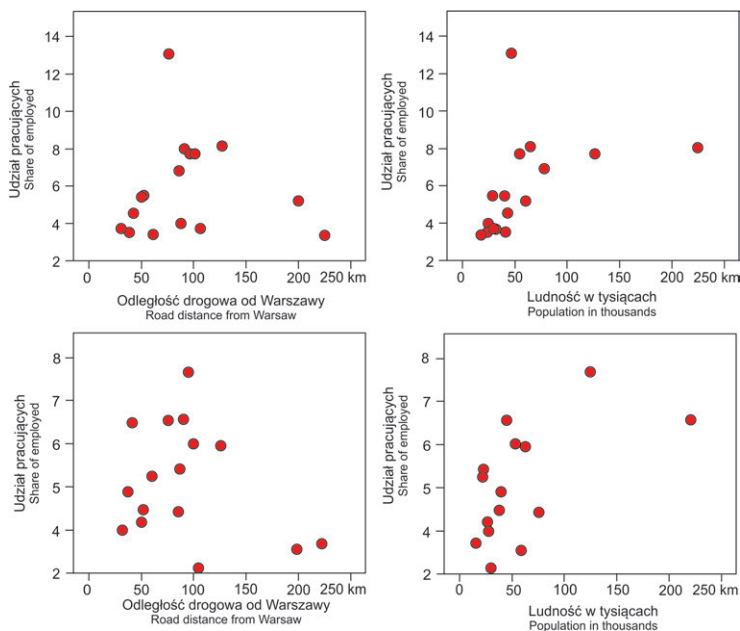 Udział pracujących
Share of employed
14
12
10
8
6
4
2
0 50 100 150 200 250 km
Odległość drogowa od Warszawy
Road distance from Warsaw
Udział pracujących
Share of employed
14
12
10
8
6
4
2
0 50 100 150 200 250 km
Ludność w tysiącach
Population in thousands
Udział pracujących
Share of employed
8
7
6
5
4
2
0 50 100 150 200 250 km
Odległość drogowa od Warszawy
Road distance from Warsaw
Udział pracujących
Share of employed
8
7
6
5
4
2
0 50 100 150 200 250 km
Ludność w tysiącach
Population in thousands